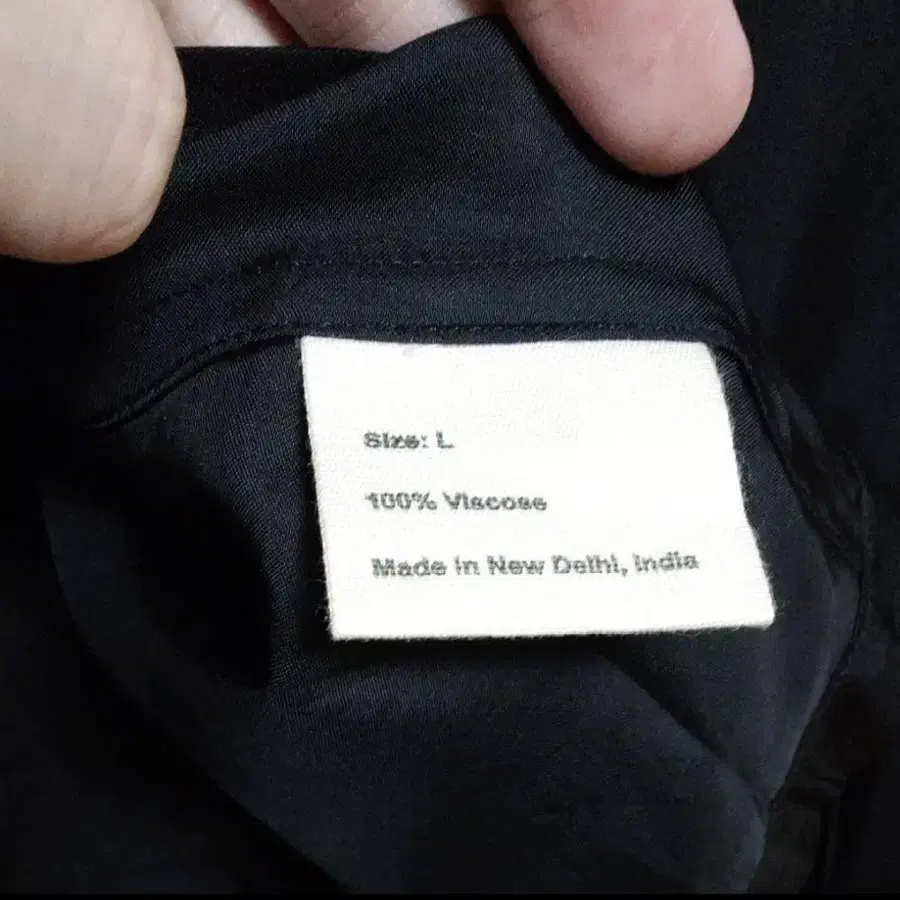 Size: L
100% Viscose
Made in New Delhi, India